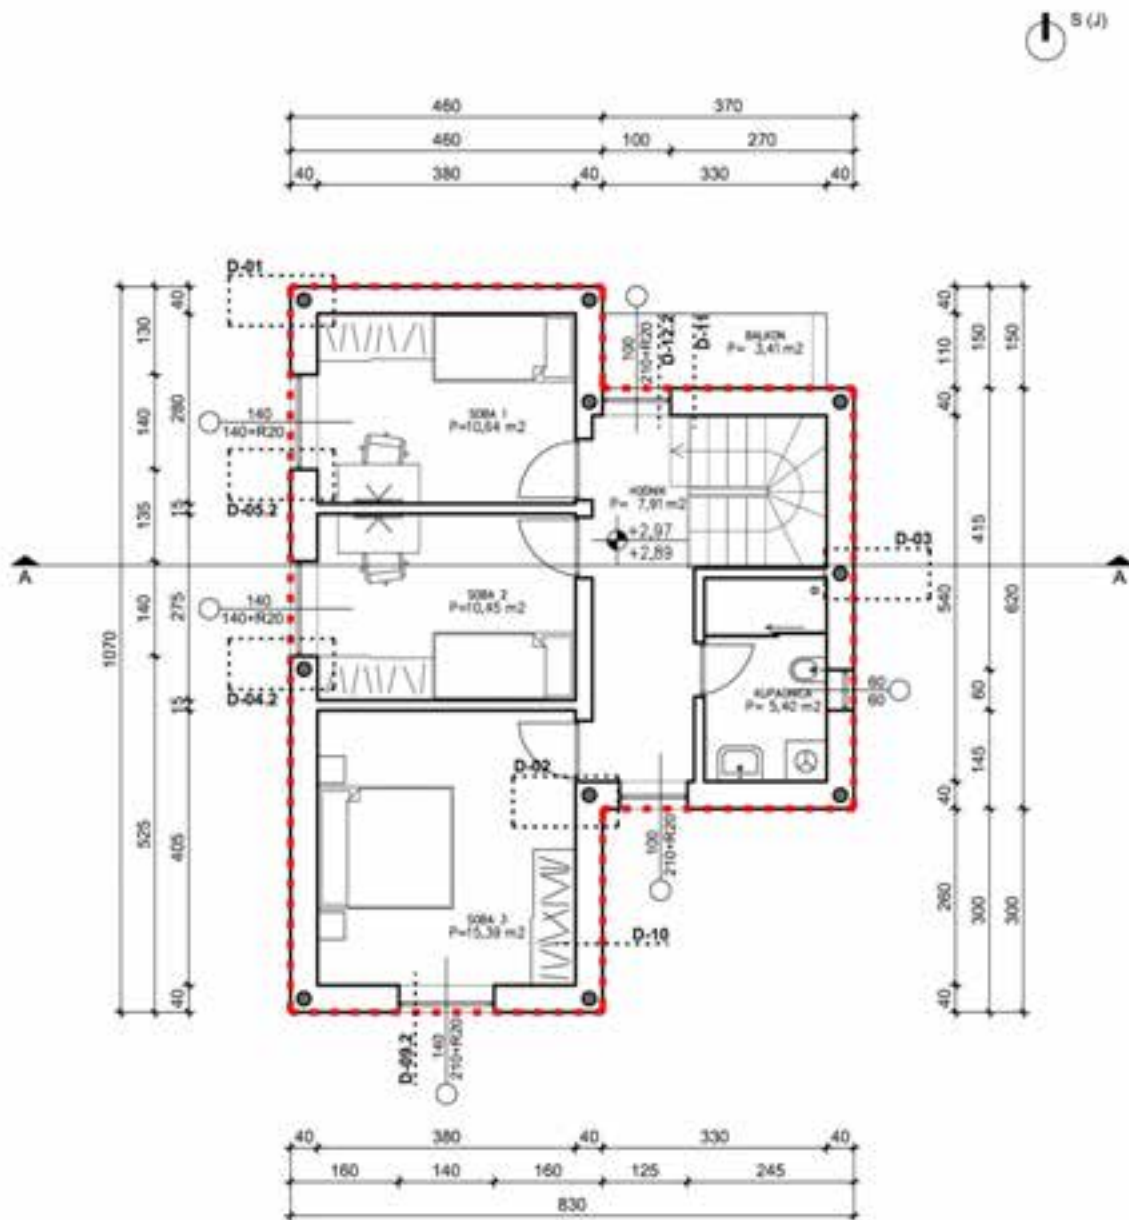 S (J)
460 370
460 100 270
40 380 40 330 40
D-01
D-12.2
D-11
100
210+R20
BALKON
P= 3,41 m2
140
140+R20
SOBA 1
P=10,64 m2
D-05.2
HODNIK
P= 7,91 m2
+2,97
+2,89
D-03
A
A
140
140+R20
SOBA 2
P=10,45 m2
D-04.2
KUPAONICA
P= 5,40 m2
60
60
D-02
100
210+R20
SOBA 3
P=15,39 m2
D-10
D-09.2
140
210+R20
1070
130
140
135
140
525
40
280
15
275
15
405
40
40
110
40
540
40
260
40
150
415
60
145
300
150
620
300
40 380 40 330 40
160 140 160 125 245
830